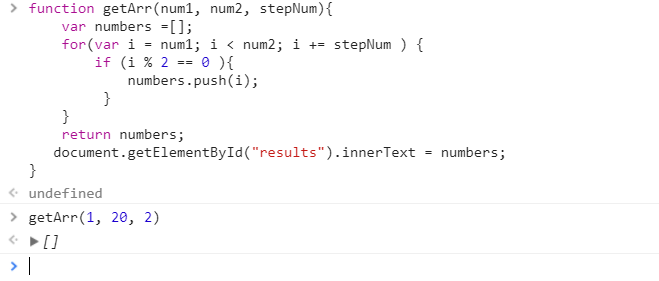 function getArr(num1, num2, stepNum){
var numbers =[];
for(var i = num1; i < num2; i += stepNum ) {
if (i % 2 == 0 ){
numbers.push(i);
}
}
return numbers;
document.getElementById("results").innerText = numbers;
}
undefined
getArr(1, 20, 2)
[]